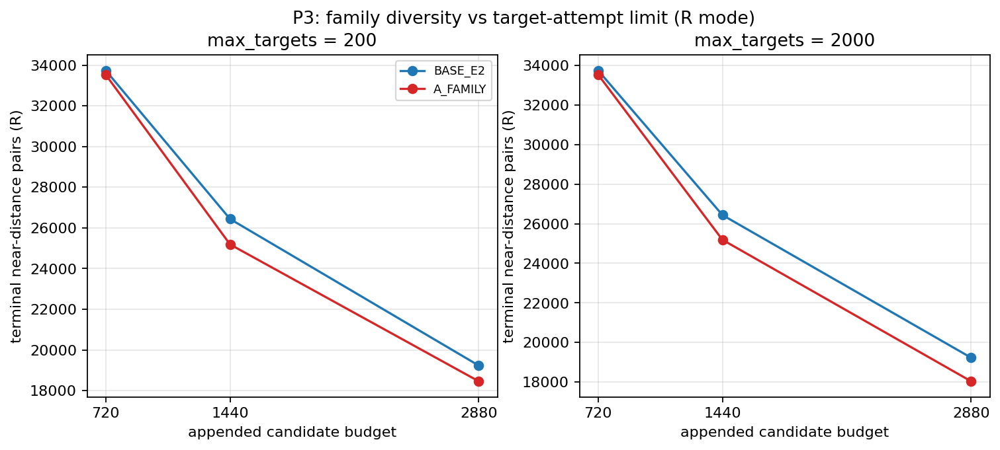 P3: family diversity vs target-attempt limit (R mode)
max_targets = 200
terminal near-distance pairs (R)
34000
32000
30000
28000
26000
24000
22000
20000
18000
720
1440
2880
appended candidate budget
BASE_E2
A_FAMILY
max_targets = 2000
terminal near-distance pairs (R)
34000
32000
30000
28000
26000
24000
22000
20000
18000
720
1440
2880
appended candidate budget